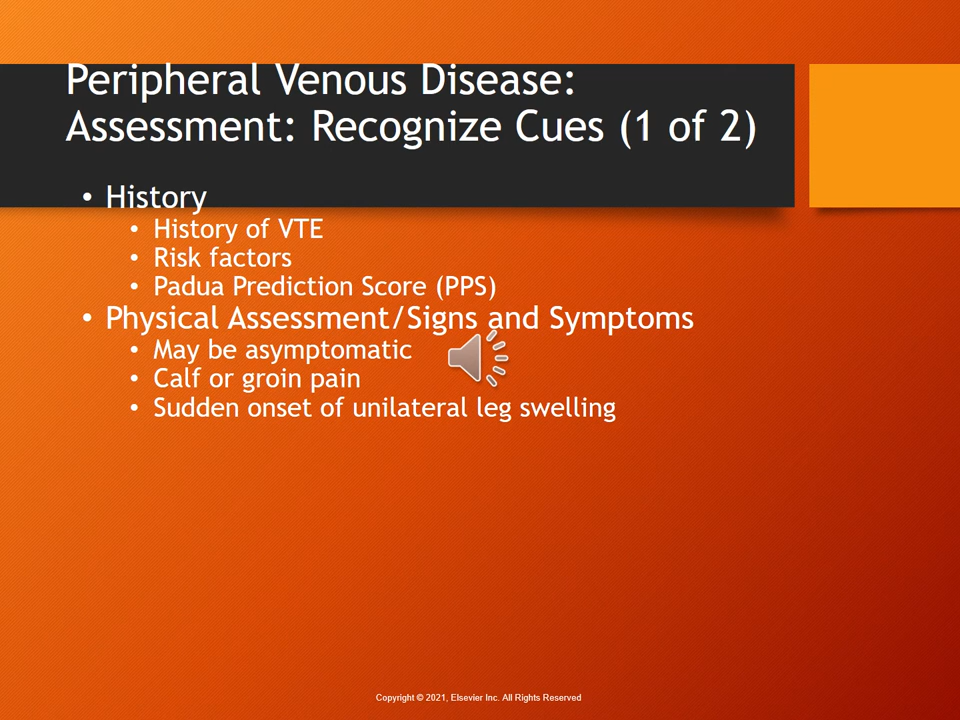 Peripheral Venous Disease:
Assessment: Recognize Cues (1 of 2)
• History
• History of VTE
• Risk factors
• Padua Prediction Score (PPS)
• Physical Assessment/Signs and Symptoms
• May be asymptomatic
• Calf or groin pain
• Sudden onset of unilateral leg swelling
Copyright © 2021, Elsevier Inc. All Rights Reserved